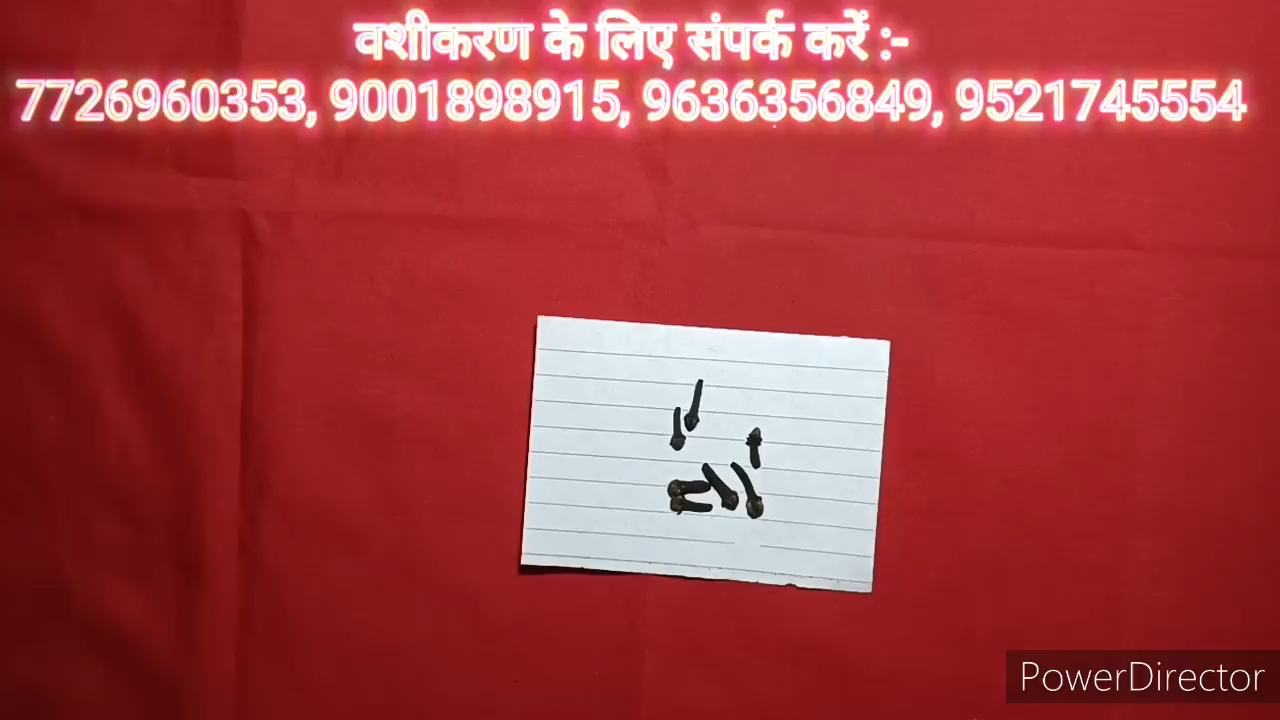 वशीकरण के लिए संपर्क करें :-
7726960353, 9001898915, 9636356849, 9521745554
PowerDirector